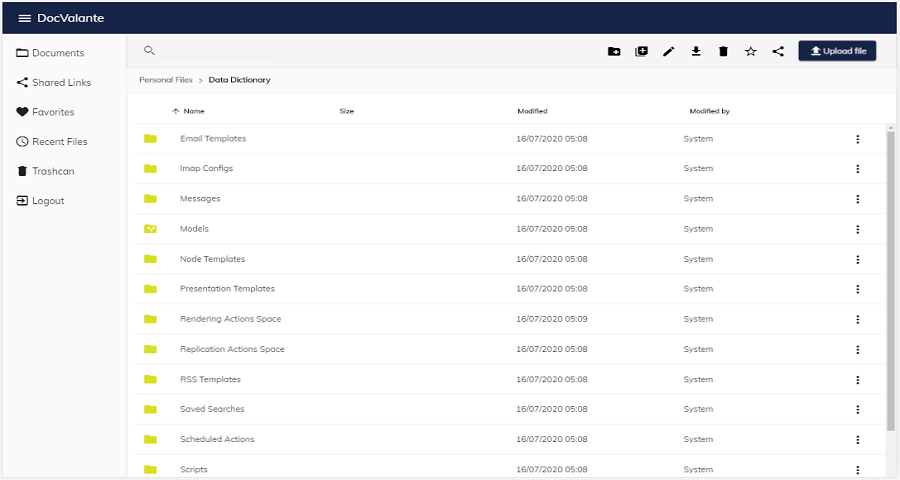 DocValante
Documents
Shared Links
Favorites
Recent Files
Trashcan
Logout
Upload file
Personal Files > Data Dictionary
Name Size Modified Modified by
Email Templates 16/07/2020 05:08 System
Imap Configs 16/07/2020 05:08 System
Messages 16/07/2020 05:08 System
Models 16/07/2020 05:08 System
Node Templates 16/07/2020 05:08 System
Presentation Templates 16/07/2020 05:08 System
Rendering Actions Space 16/07/2020 05:09 System
Replication Actions Space 16/07/2020 05:08 System
RSS Templates 16/07/2020 05:08 System
Saved Searches 16/07/2020 05:08 System
Scheduled Actions 16/07/2020 05:08 System
Scripts 16/07/2020 05:08 System